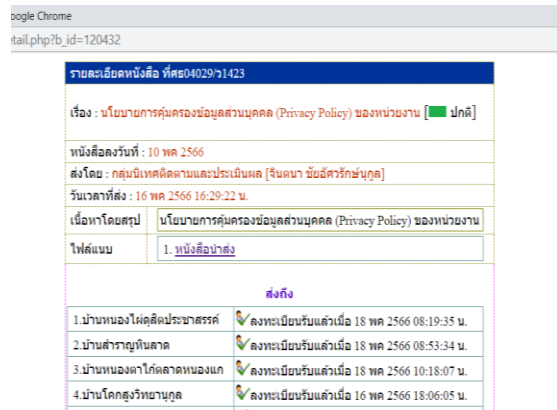 oogle Chrome
etail.php?b_id=120432
รายละเอียดหนังสือ ที่ศธ04029/ว1423
เรื่อง : นโยบายการคุ้มครองข้อมูลส่วนบุคคล (Privacy Policy) ของหน่วยงาน [ ปกติ]
หนังสือลงวันที่ : 10 พค 2566
ส่งโดย : กลุ่มนิเทศติดตามและประเมินผล [จินตนา ชัยอัศวรักษ์นุกูล]
วันเวลาที่ส่ง : 16 พค 2566 16:29:22 น.
เนื้อหาโดยสรุป นโยบายการคุ้มครองข้อมูลส่วนบุคคล (Privacy Policy) ของหน่วยงาน
ไฟล์แนบ 1. หนังสือนำส่ง
ส่งถึง
1.บ้านหนองไผ่ดุสิตประชาสรรค์ ลงทะเบียนรับแล้วเมื่อ 18 พค 2566 08:19:35 น.
2.บ้านสำราญหินลาด ลงทะเบียนรับแล้วเมื่อ 18 พค 2566 08:53:34 น.
3.บ้านหนองตาไก้ตลาดหนองแก ลงทะเบียนรับแล้วเมื่อ 18 พค 2566 10:18:07 น.
4.บ้านโคกสูงวิทยานุกูล ลงทะเบียนรับแล้วเมื่อ 16 พค 2566 18:06:05 น.